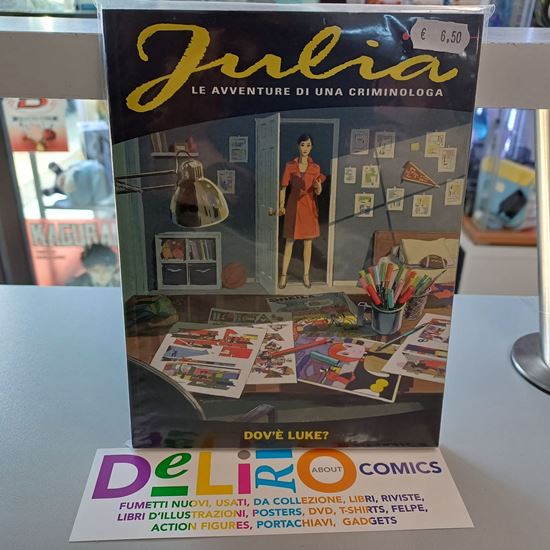 € 6,50
Julia
LE AVVENTURE DI UNA CRIMINOLOGA
KAGURA
DOV'È LUKE?
DeLiRiO ABOUT COMICS
FUMETTI NUOVI, USATI, DA COLLEZIONE, LIBRI, RIVISTE,
LIBRI D'ILLUSTRAZIONI, POSTERS, DVD, T-SHIRTS, FELPE,
ACTION FIGURES, PORTACHIAVI, GADGETS